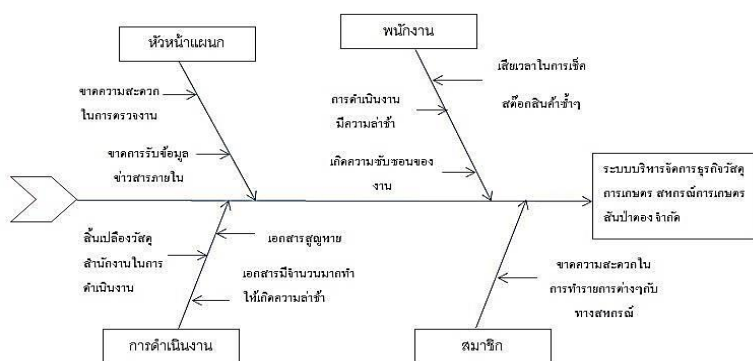 หัวหน้าแผนก
พนักงาน
ขาดความสะดวก
ในการตรวจงาน
ขาดการรับข้อมูล
ข่าวสารภายใน
เสียเวลาในการเช็ค
สต๊อกสินค้าซ้ำๆ
การดำเนินงาน
มีความล่าช้า
เกิดความซับซอนของ
งาน
ระบบบริหารจัดการธุรกิจวัสดุ
การเกษตร สหกรณ์การเกษตร
สันป่าตอง จำกัด
สิ้นเปลืองวัสดุ
สำนักงานในการ
ดำเนินงาน
เอกสารสูญหาย
เอกสารมีจำนวนมากทำ
ให้เกิดความล่าช้า
ขาดความสะดวกใน
การทำรายการต่างๆกับ
ทางสหกรณ์
การดำเนินงาน
สมาชิก